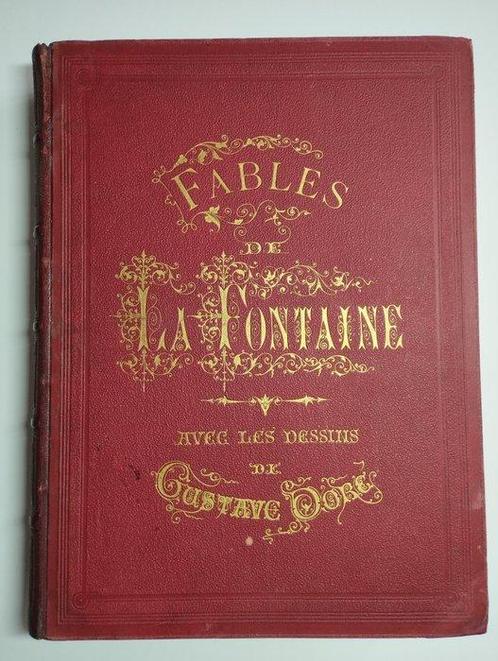 FABLES
DE
LA FONTAINE
AVEC LES DESSINS
DE
GUSTAVE DORÉ